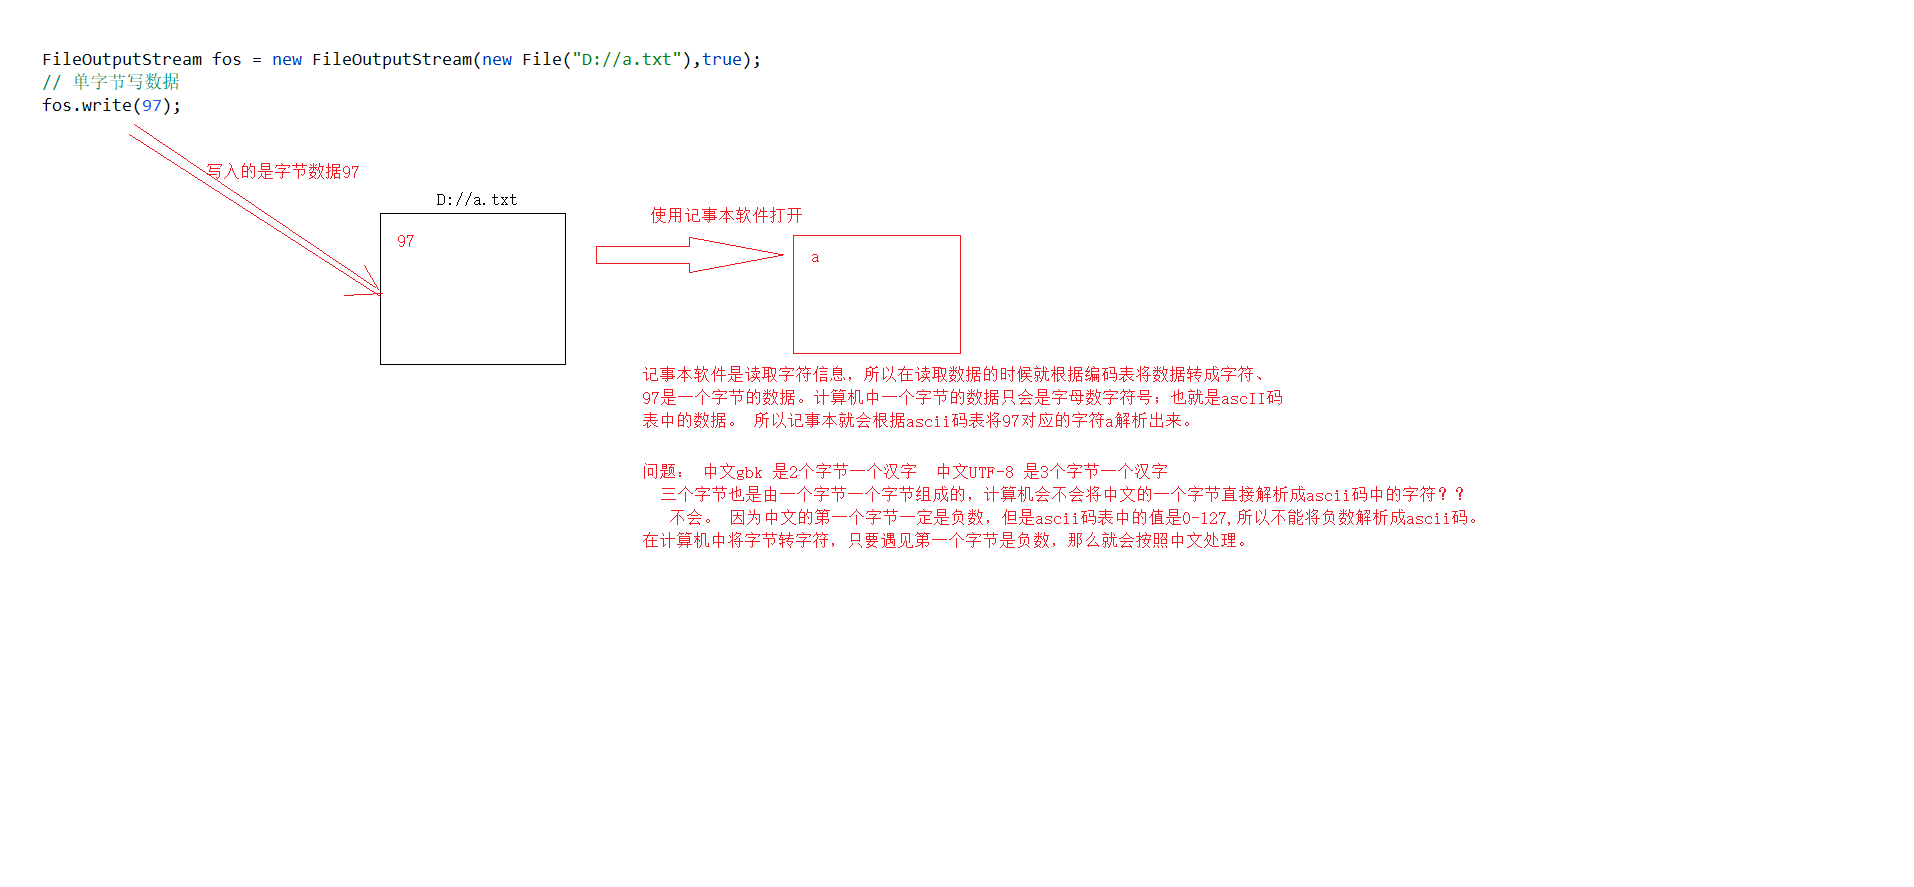 FileOutputStream fos = new FileOutputStream(new File("D://a.txt"),true);
// 单字节写数据
fos.write(97);
写入的是字节数据97
D://a.txt
97
使用记事本软件打开
a
记事本软件是读取字符信息，所以在读取数据的时候就根据编码表将数据转成字符、
97是一个字节的数据。计算机中一个字节的数据只会是字母数字符号；也就是ascII码
表中的数据。 所以记事本就会根据ascii码表将97对应的字符a解析出来。
问题： 中文gbk 是2个字节一个汉字  中文UTF-8 是3个字节一个汉字
三个字节也是由一个字节一个字节组成的，计算机会不会将中文的一个字节直接解析成ascii码中的字符？？
不会。 因为中文的第一个字节一定是负数，但是ascii码表中的值是0-127,所以不能将负数解析成ascii码。
在计算机中将字节转字符，只要遇见第一个字节是负数，那么就会按照中文处理。